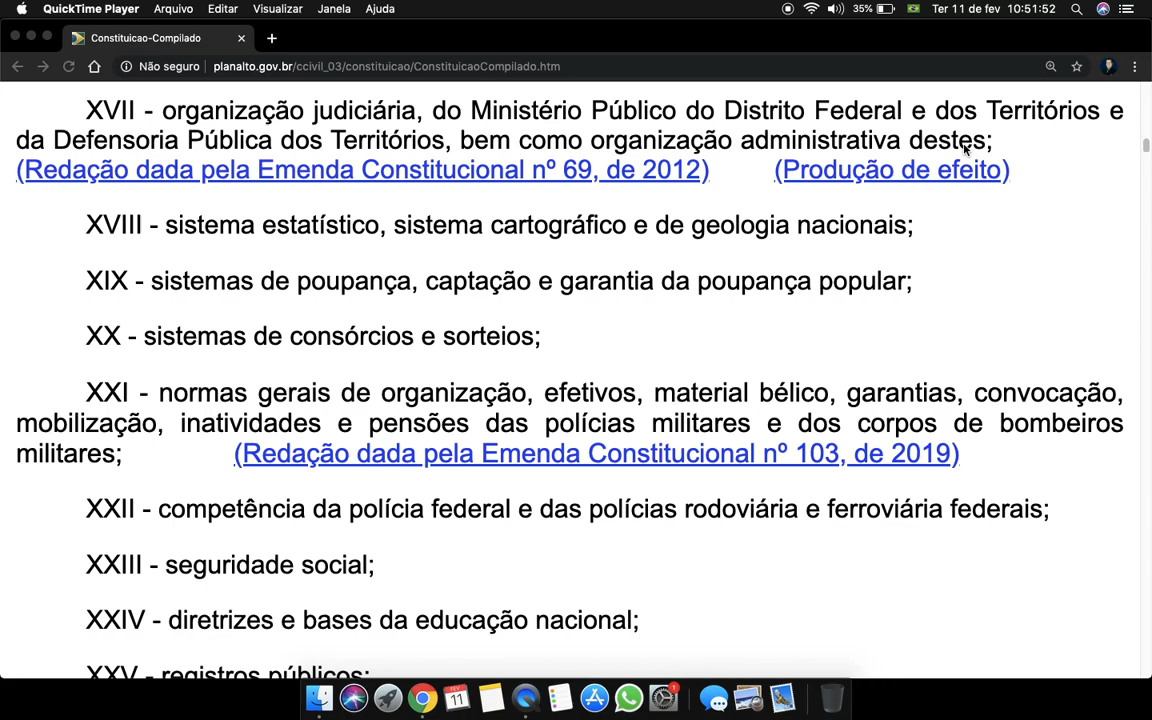 QuickTime Player Arquivo Editar Visualizar Janela Ajuda 35% Ter 11 de fev 10:51:52
Constituicao-Compilado
Não seguro planalto.gov.br/ccivil_03/constituicao/ConstituicaoCompilado.htm
XVII - organização judiciária, do Ministério Público do Distrito Federal e dos Territórios e
da Defensoria Pública dos Territórios, bem como organização administrativa destes;
(Redação dada pela Emenda Constitucional nº 69, de 2012) (Produção de efeito)
XVIII - sistema estatístico, sistema cartográfico e de geologia nacionais;
XIX - sistemas de poupança, captação e garantia da poupança popular;
XX - sistemas de consórcios e sorteios;
XXI - normas gerais de organização, efetivos, material bélico, garantias, convocação,
mobilização, inatividades e pensões das polícias militares e dos corpos de bombeiros
militares; (Redação dada pela Emenda Constitucional nº 103, de 2019)
XXII - competência da polícia federal e das polícias rodoviária e ferroviária federais;
XXIII - seguridade social;
XXIV - diretrizes e bases da educação nacional;
XXV - registros públicos;
FEV
11
1